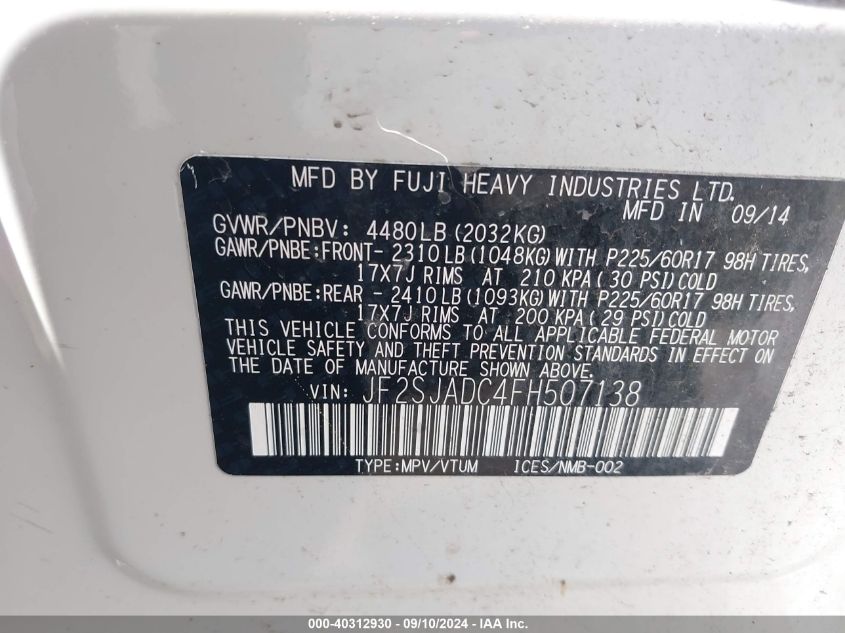 MFD BY FUJI HEAVY INDUSTRIES LTD.
MFD IN 09/14
GVWR/PNBV: 4480LB(2032KG)
GAWR/PNBE:FRONT- 2310LB(1048KG)WITH P225/60R17 98H TIRES,
17X7J RIMS AT 210 KPA(30 PSI)COLD
GAWR/PNBE:REAR - 2410LB(1093KG)WITH P225/60R17 98H TIRES,
17X7J RIMS AT 200 KPA(29 PSI)COLD
THIS VEHICLE CONFORMS TO ALL APPLICABLE FEDERAL MOTOR
VEHICLE SAFETY AND THEFT PREVENTION STANDARDS IN EFFECT ON
THE DATE OF MANUFACTURE SHOWN ABOVE.
VIN: JF2SJADC4FH507138
TYPE:MPV/VTUM ICES/NMB-002
000-40312930 - 09/10/2024 - IAA Inc.